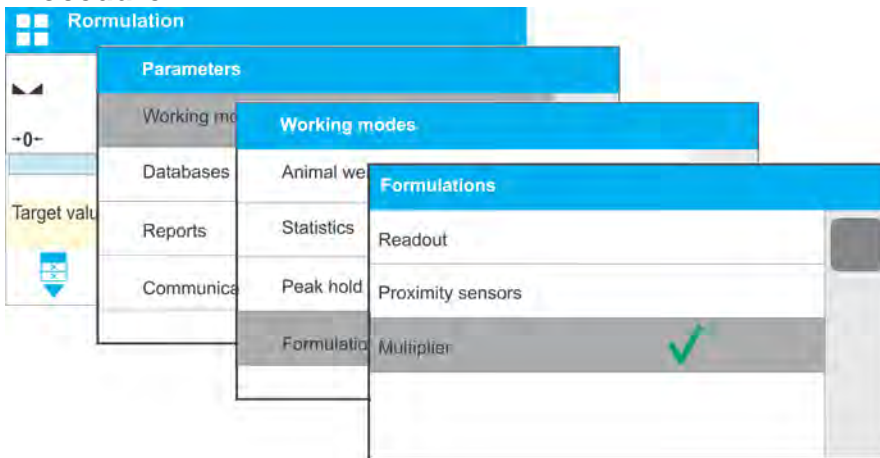 Rormulation
Parameters
Working mo
Working modes
→0←
Databases
Animal we
Formulations
Target valu
Reports
Statistics
Readout
Communica
Peak hold
Proximity sensors
Formulatio
Multiplier